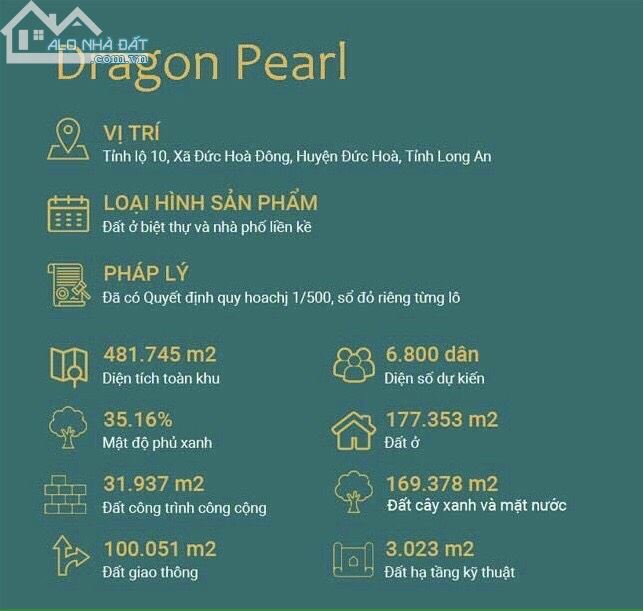 ALO NHÀ ĐẤT
.com.vn
Dragon Pearl
VỊ TRÍ
Tỉnh lộ 10, Xã Đức Hoà Đông, Huyện Đức Hoà, Tỉnh Long An
LOẠI HÌNH SẢN PHẨM
Đất ở biệt thự và nhà phố liền kề
PHÁP LÝ
Đã có Quyết định quy hoachj 1/500, sổ đỏ riêng từng lô
481.745 m2
Diện tích toàn khu
6.800 dân
Diện số dự kiến
35.16%
Mật độ phủ xanh
177.353 m2
Đất ở
31.937 m2
Đất công trình công cộng
169.378 m2
Đất cây xanh và mặt nước
100.051 m2
Đất giao thông
3.023 m2
Đất hạ tầng kỹ thuật